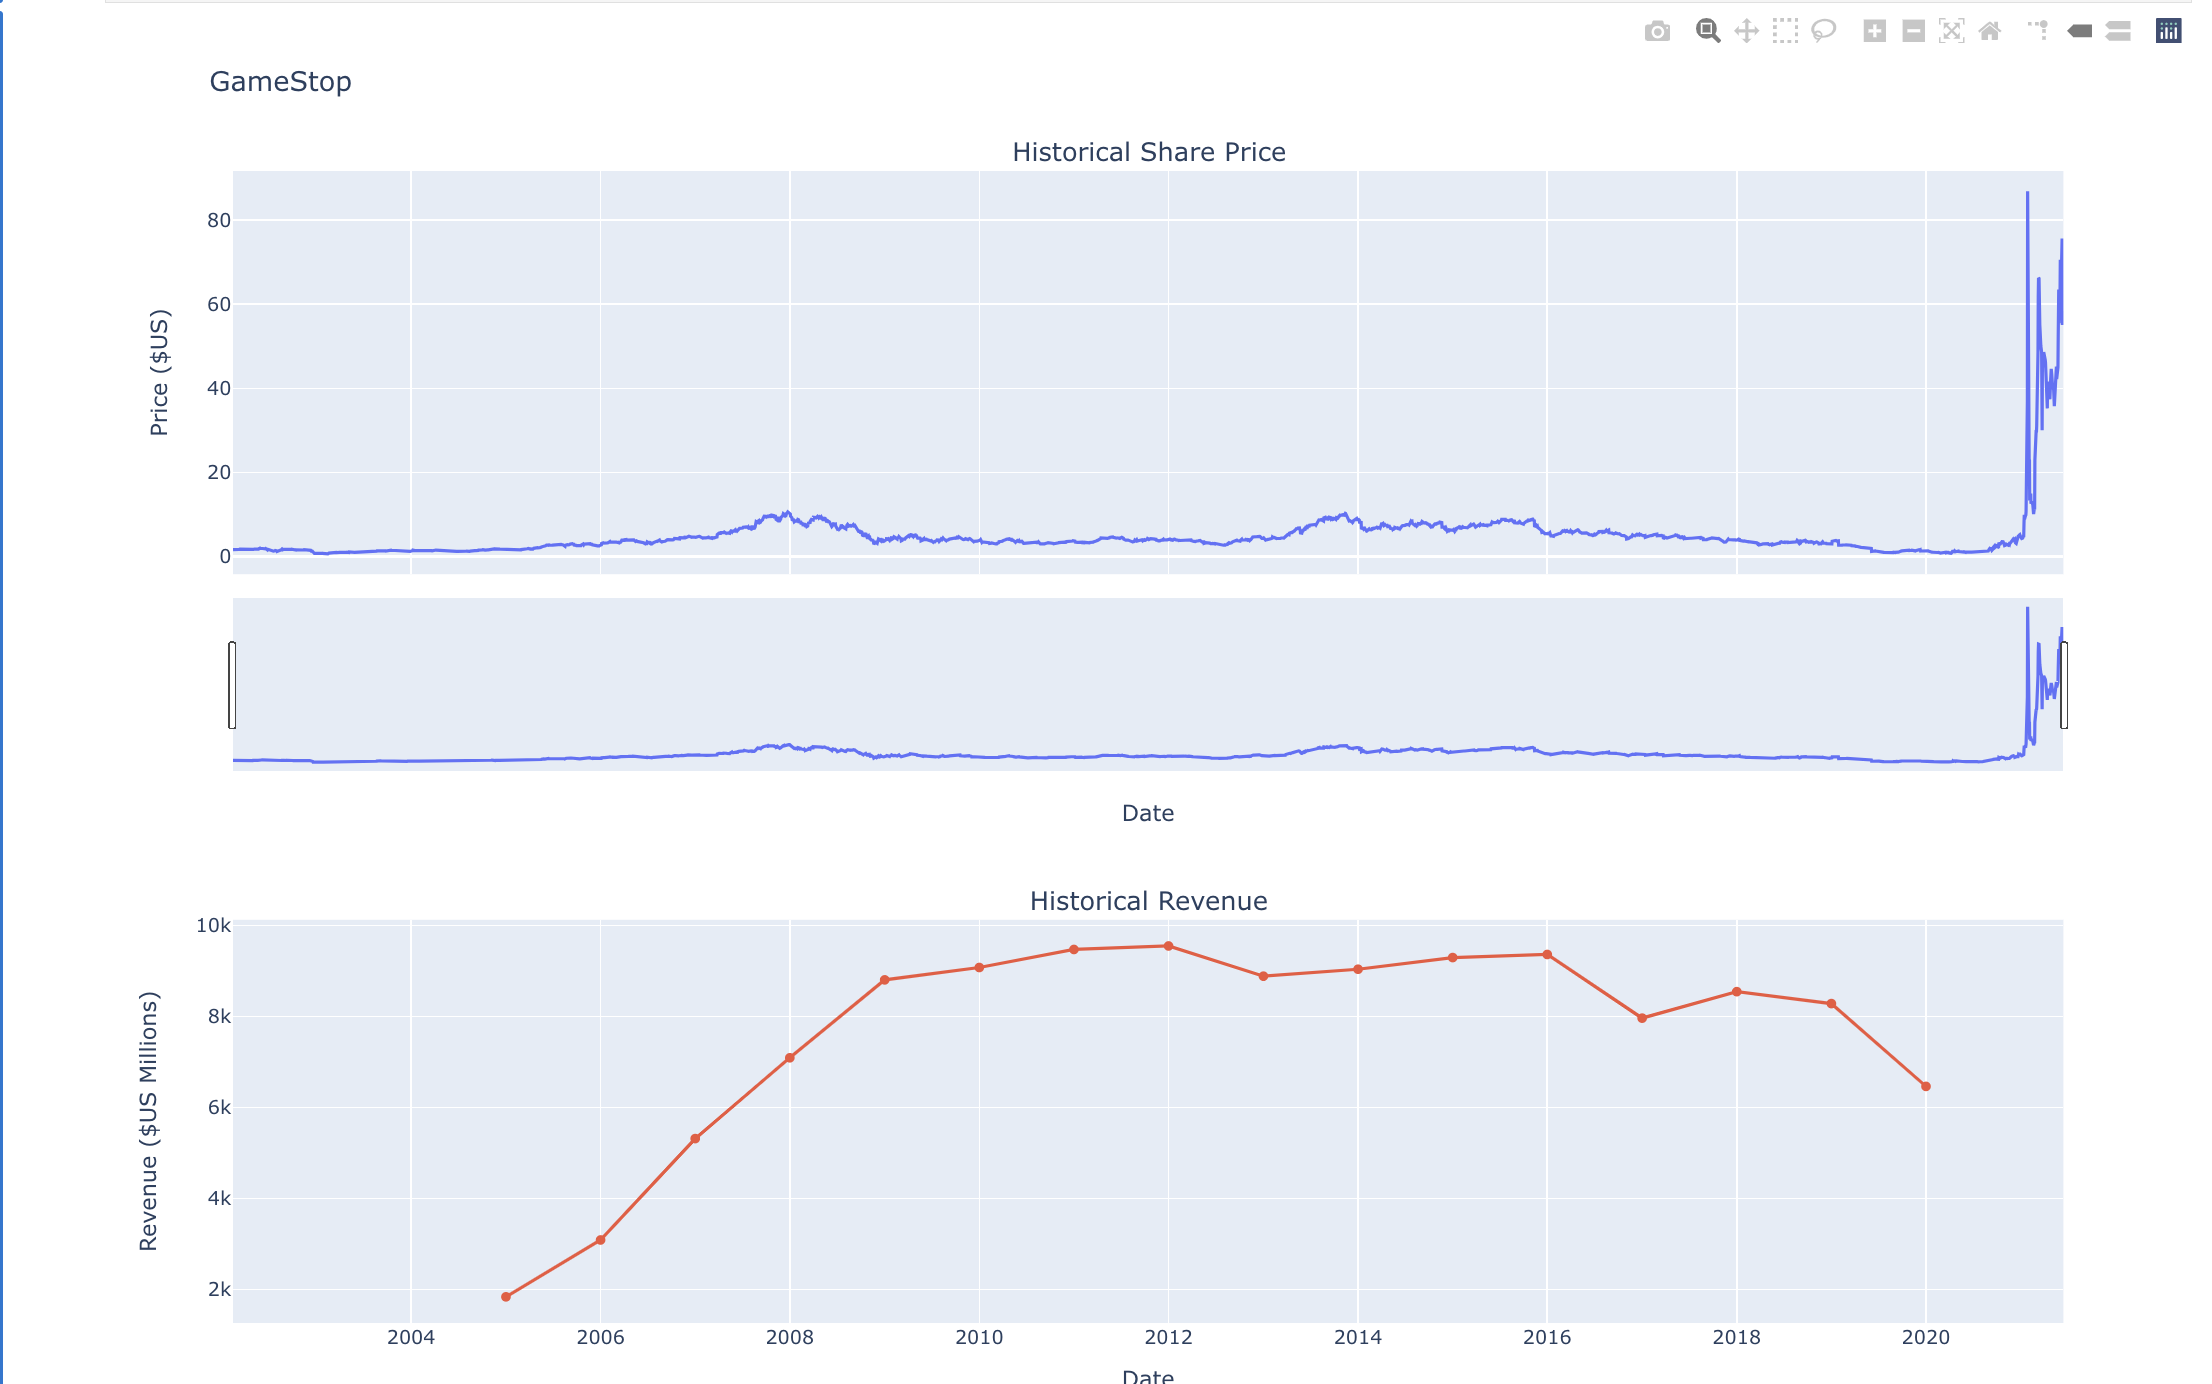 GameStop
Historical Share Price
Price ($US)
80
60
40
20
0
Date
Historical Revenue
Revenue ($US Millions)
10k
8k
6k
4k
2k
2004 2006 2008 2010 2012 2014 2016 2018 2020
Date